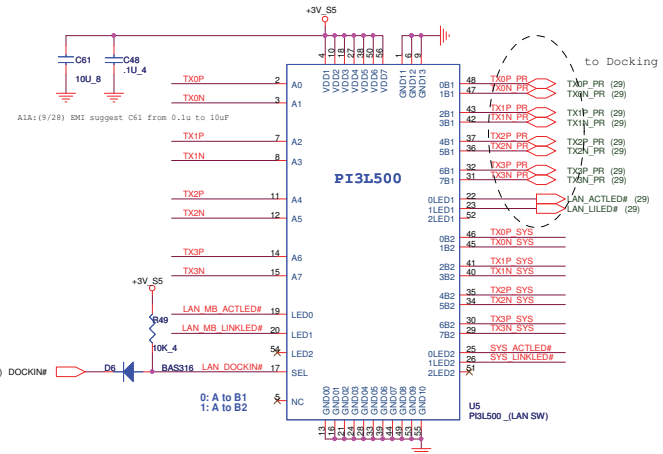 +3V_S5
C61
10U_8
C48
.1U_4
A1A:(9/28) EMI suggest C61 from 0.1u to 10uF
4 10 18 27 38 50 56
1 6 9
VDD1 VDD2 VDD3 VDD4 VDD5 VDD6 VDD7
GND11 GND12 GND13
to Docking
TX0P 2 A0
TX0N 3 A1
TX1P 7 A2
TX1N 8 A3
TX2P 11 A4
TX2N 12 A5
TX3P 14 A6
TX3N 15 A7
PI3L500
0B1 48 TX0P_PR TX0P_PR (29)
1B1 47 TX0N_PR TX0N_PR (29)
2B1 43 TX1P_PR TX1P_PR (29)
3B1 42 TX1N_PR TX1N_PR (29)
4B1 37 TX2P_PR TX2P_PR (29)
5B1 36 TX2N_PR TX2N_PR (29)
6B1 32 TX3P_PR TX3P_PR (29)
7B1 31 TX3N_PR TX3N_PR (29)
0LED1 22 LAN_ACTLED# (29)
1LED1 23 LAN_LILED# (29)
2LED1 52
0B2 46 TX0P_SYS
1B2 45 TX0N_SYS
2B2 41 TX1P_SYS
3B2 40 TX1N_SYS
4B2 35 TX2P_SYS
5B2 34 TX2N_SYS
6B2 30 TX3P_SYS
7B2 29 TX3N_SYS
0LED2 25 SYS_ACTLED#
1LED2 26 SYS_LINKLED#
2LED2 51
+3V_S5
R49
10K_4
LAN_MB_ACTLED# 19 LED0
LAN_MB_LINKLED# 20 LED1
54 LED2
) DOCKIN# D6 BAS316 LAN_DOCKIN# 17 SEL
5 NC
0: A to B1
1: A to B2
GND00 GND01 GND02 GND03 GND04 GND05 GND06 GND07 GND08 GND09 GND10
13 16 21 24 28 33 39 44 49 53 55
U5
PI3L500_(LAN SW)